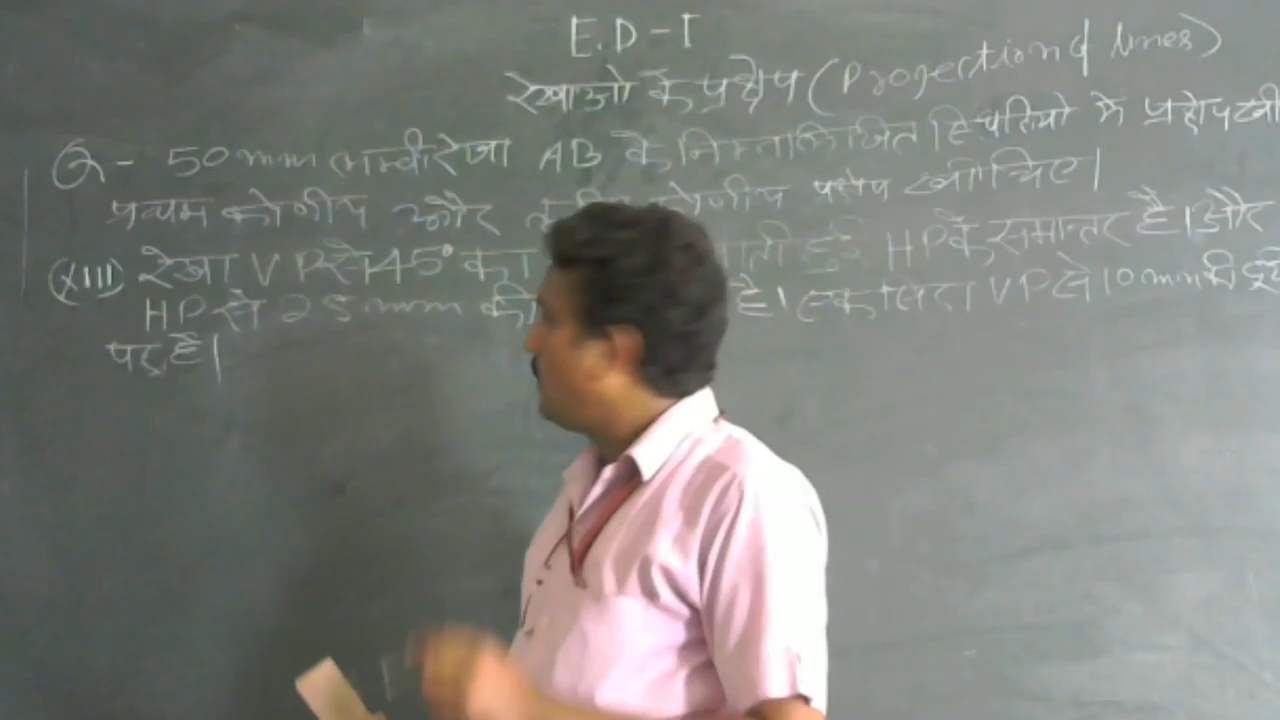 E.D-I
रेखाओ के प्रक्षेप (Projection of lines)
Q- 50mm लम्बी रेखा AB के निम्नलिखित स्थितियो मे प्रक्षेप
प्रथम कोणीय और कोणीय प्रक्षेप खीचिए।
(XIII) रेखा VP से 45° का हुई HP के समान्तर है। और
HP से 25mm की है। एक सिरा VP से 10mm की
पर है।